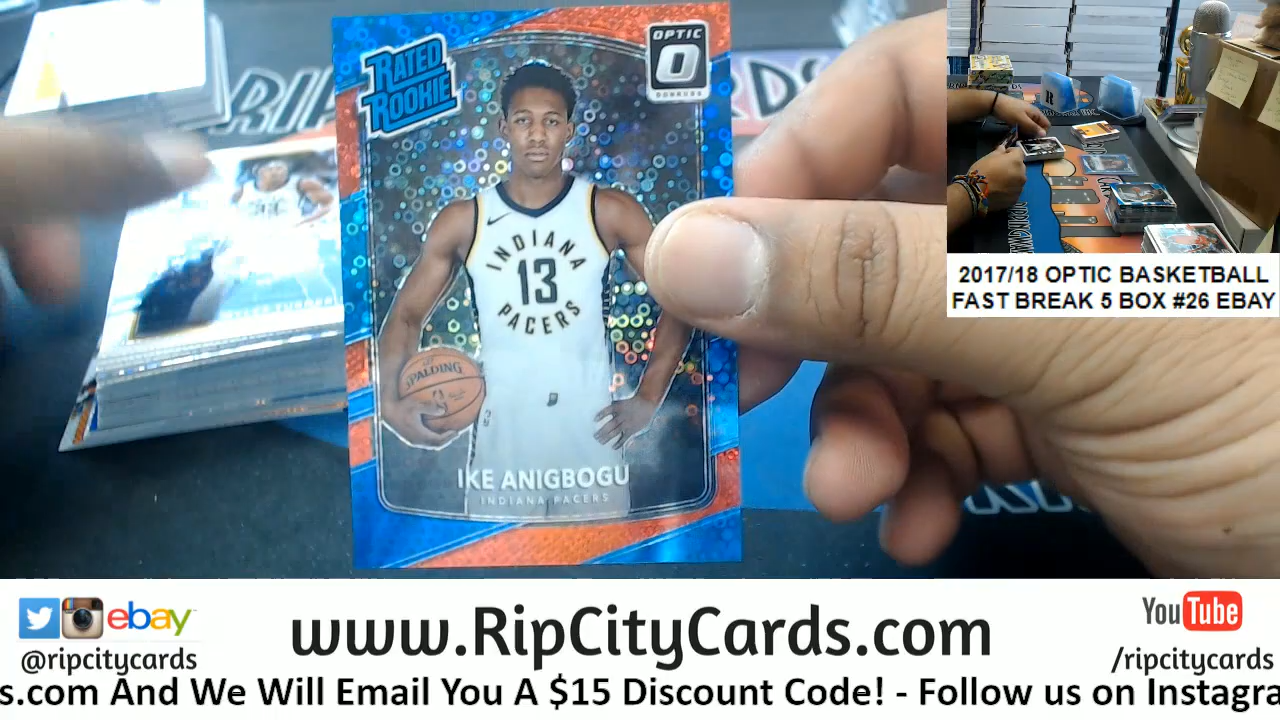 OPTIC
DONRUSS
RATED
ROOKIE
INDIANA
13
PACERS
SPALDING
IKE ANIGBOGU
INDIANA PACERS
2017/18 OPTIC BASKETBALL
FAST BREAK 5 BOX #26 EBAY
ebay
@ripcitycards
www.RipCityCards.com
YouTube
/ripcitycards
s.com And We Will Email You A $15 Discount Code! - Follow us on Instagra